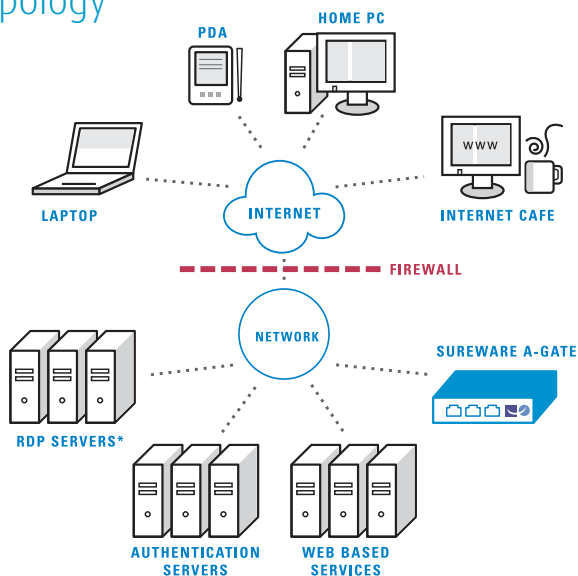 pology
PDA
HOME PC
WWW
LAPTOP
INTERNET
INTERNET CAFE
FIREWALL
NETWORK
SUREWARE A-GATE
RDP SERVERS*
AUTHENTICATION
SERVERS
WEB BASED
SERVICES